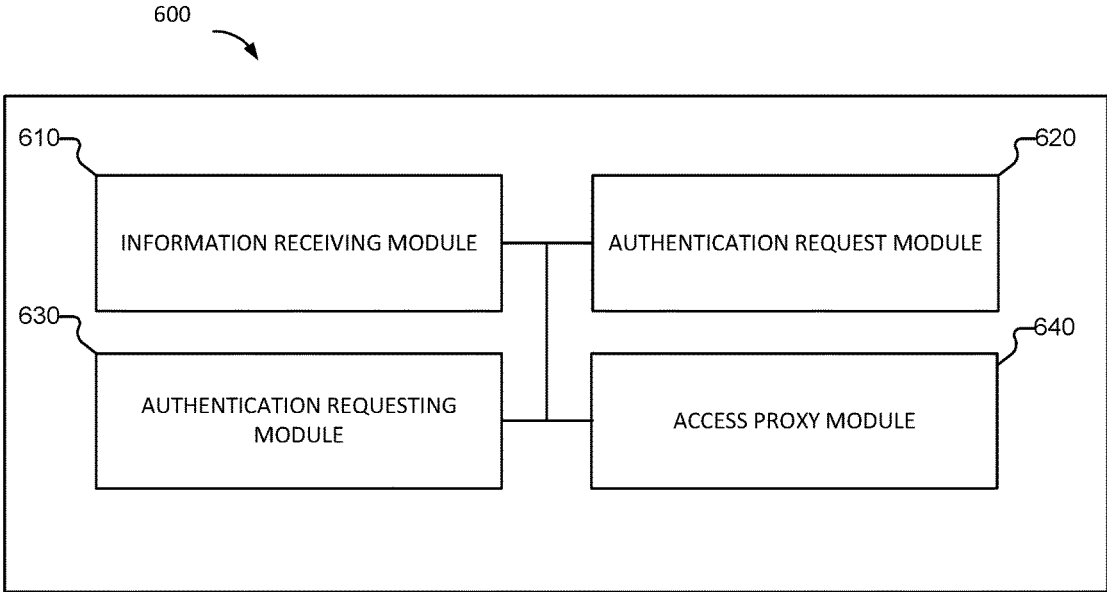 600
610
620
INFORMATION RECEIVING MODULE
AUTHENTICATION REQUEST MODULE
630
640
AUTHENTICATION REQUESTING
MODULE
ACCESS PROXY MODULE